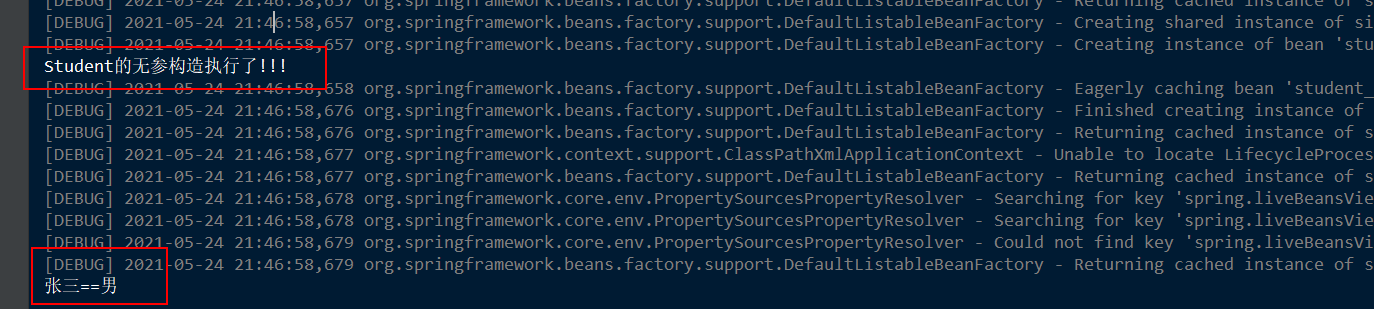 [DEBUG] 2021-05-24 21:46:58,657 org.springframework.beans.factory.support.DefaultListableBeanFactory - Returning cached instance of s
[DEBUG] 2021-05-24 21:46:58,657 org.springframework.beans.factory.support.DefaultListableBeanFactory - Creating shared instance of si
[DEBUG] 2021-05-24 21:46:58,657 org.springframework.beans.factory.support.DefaultListableBeanFactory - Creating instance of bean 'stu
Student的无参构造执行了!!!
[DEBUG] 2021-05-24 21:46:58,658 org.springframework.beans.factory.support.DefaultListableBeanFactory - Eagerly caching bean 'student_
[DEBUG] 2021-05-24 21:46:58,676 org.springframework.beans.factory.support.DefaultListableBeanFactory - Finished creating instance of
[DEBUG] 2021-05-24 21:46:58,676 org.springframework.beans.factory.support.DefaultListableBeanFactory - Returning cached instance of s
[DEBUG] 2021-05-24 21:46:58,677 org.springframework.context.support.ClassPathXmlApplicationContext - Unable to locate LifecycleProces
[DEBUG] 2021-05-24 21:46:58,677 org.springframework.beans.factory.support.DefaultListableBeanFactory - Returning cached instance of s
[DEBUG] 2021-05-24 21:46:58,678 org.springframework.core.env.PropertySourcesPropertyResolver - Searching for key 'spring.liveBeansVie
[DEBUG] 2021-05-24 21:46:58,678 org.springframework.core.env.PropertySourcesPropertyResolver - Searching for key 'spring.liveBeansVie
[DEBUG] 2021-05-24 21:46:58,679 org.springframework.core.env.PropertySourcesPropertyResolver - Could not find key 'spring.liveBeansVi
[DEBUG] 2021-05-24 21:46:58,679 org.springframework.beans.factory.support.DefaultListableBeanFactory - Returning cached instance of s
张三==男